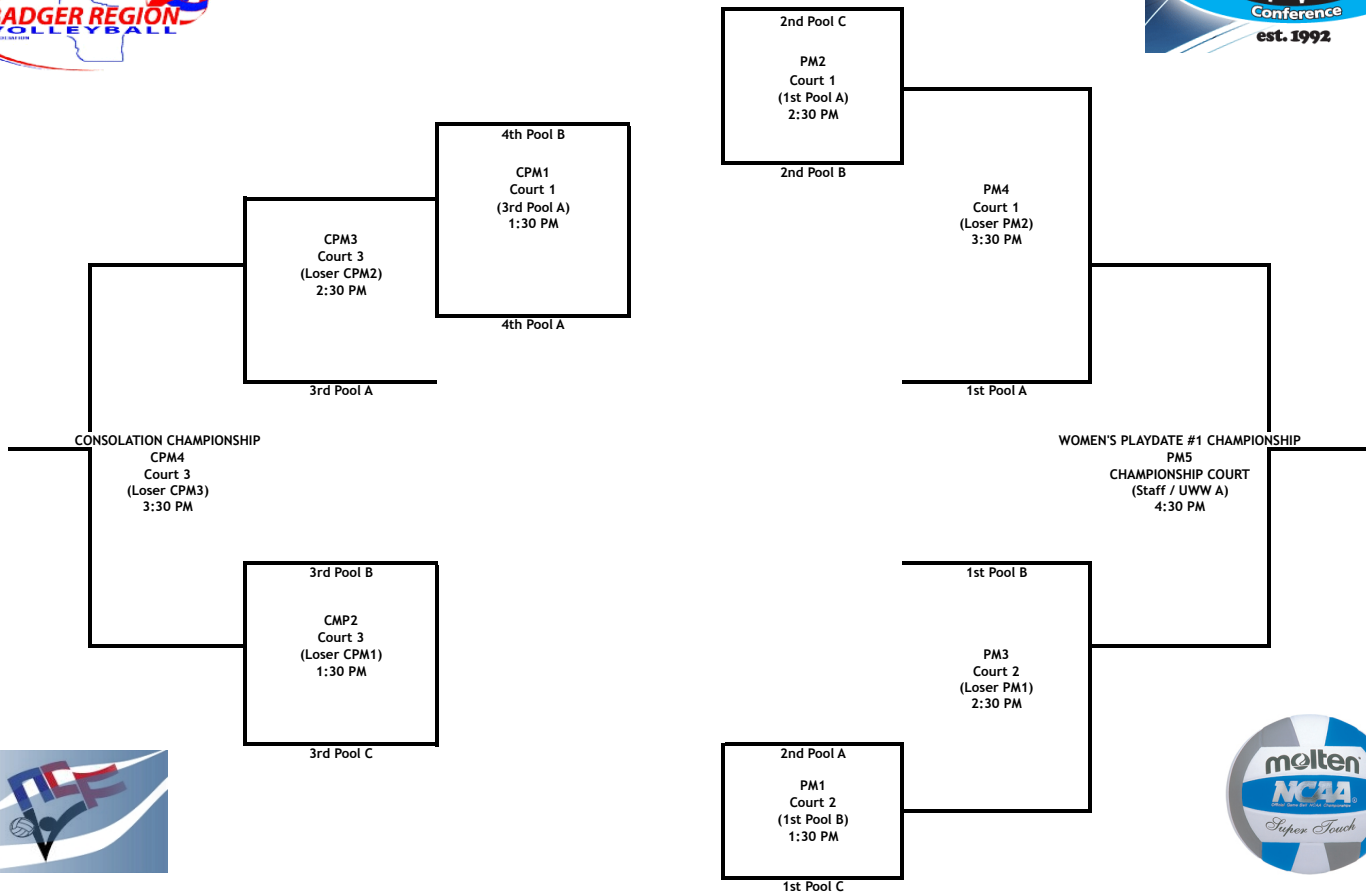 BADGER REGION
VOLLEYBALL
Conference
est. 1992
2nd Pool C
PM2
Court 1
(1st Pool A)
2:30 PM
2nd Pool B
4th Pool B
CPM1
Court 1
(3rd Pool A)
1:30 PM
4th Pool A
PM4
Court 1
(Loser PM2)
3:30 PM
CPM3
Court 3
(Loser CPM2)
2:30 PM
3rd Pool A
1st Pool A
CONSOLATION CHAMPIONSHIP
CPM4
Court 3
(Loser CPM3)
3:30 PM
WOMEN'S PLAYDATE #1 CHAMPIONSHIP
PM5
CHAMPIONSHIP COURT
(Staff / UWW A)
4:30 PM
3rd Pool B
CMP2
Court 3
(Loser CPM1)
1:30 PM
3rd Pool C
1st Pool B
PM3
Court 2
(Loser PM1)
2:30 PM
2nd Pool A
PM1
Court 2
(1st Pool B)
1:30 PM
1st Pool C
NCF
molten
NCAA
Super Touch